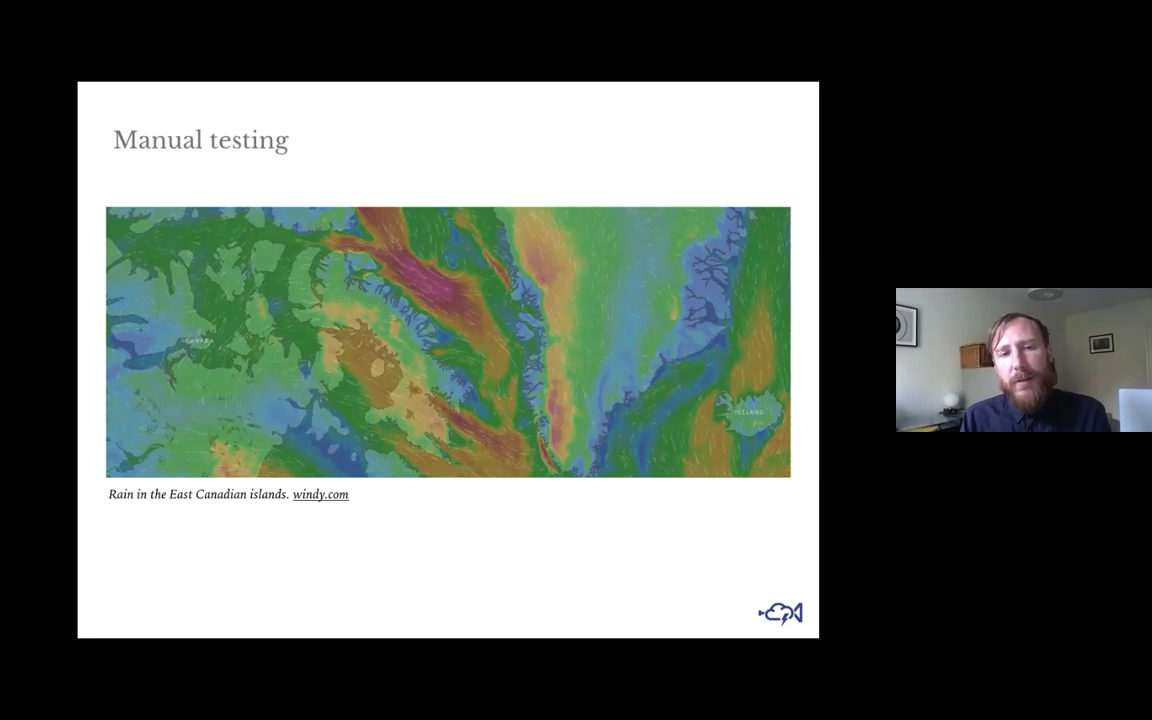 Manual testing
CANADA
ICELAND
Rain in the East Canadian islands. windy.com